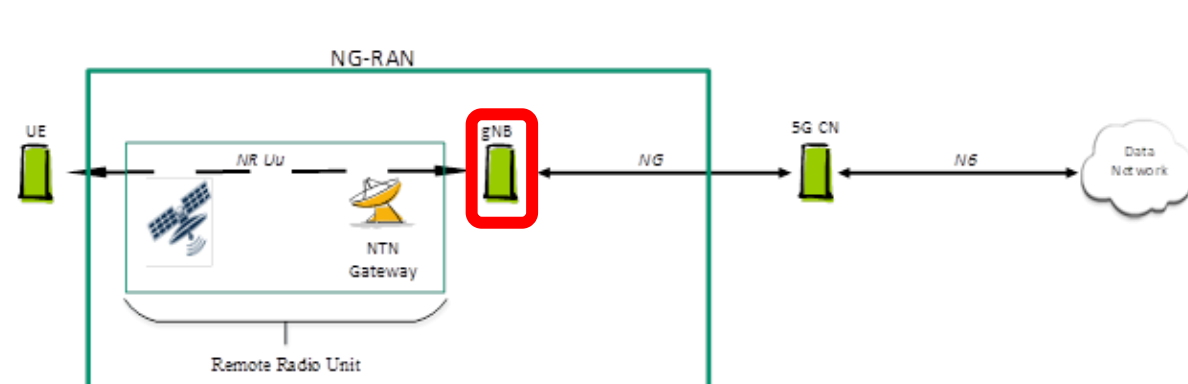 NG-RAN
UE
gNB
5G CN
NR Uu
NG
N6
Data
Network
NTN
Gateway
Remote Radio Unit